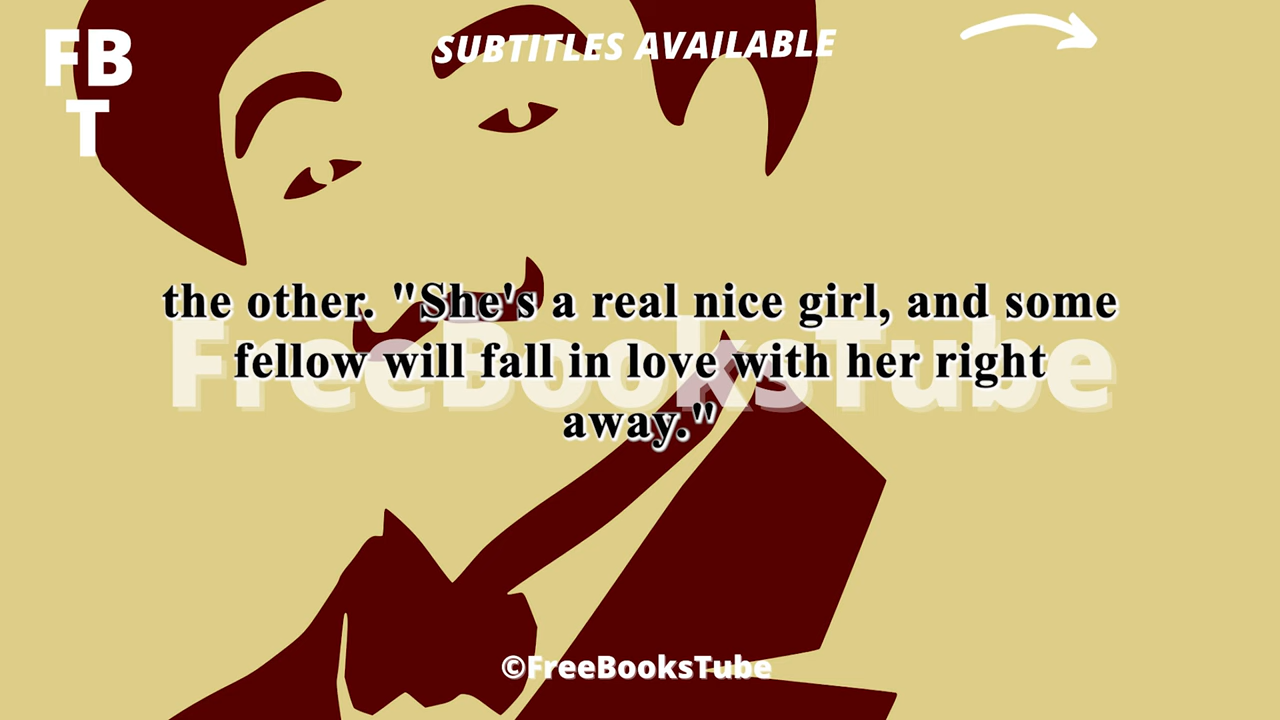 FB
T
SUBTITLES AVAILABLE
the other. "She's a real nice girl, and some
fellow will fall in love with her right
away."
FreeBooksTube
©FreeBooksTube